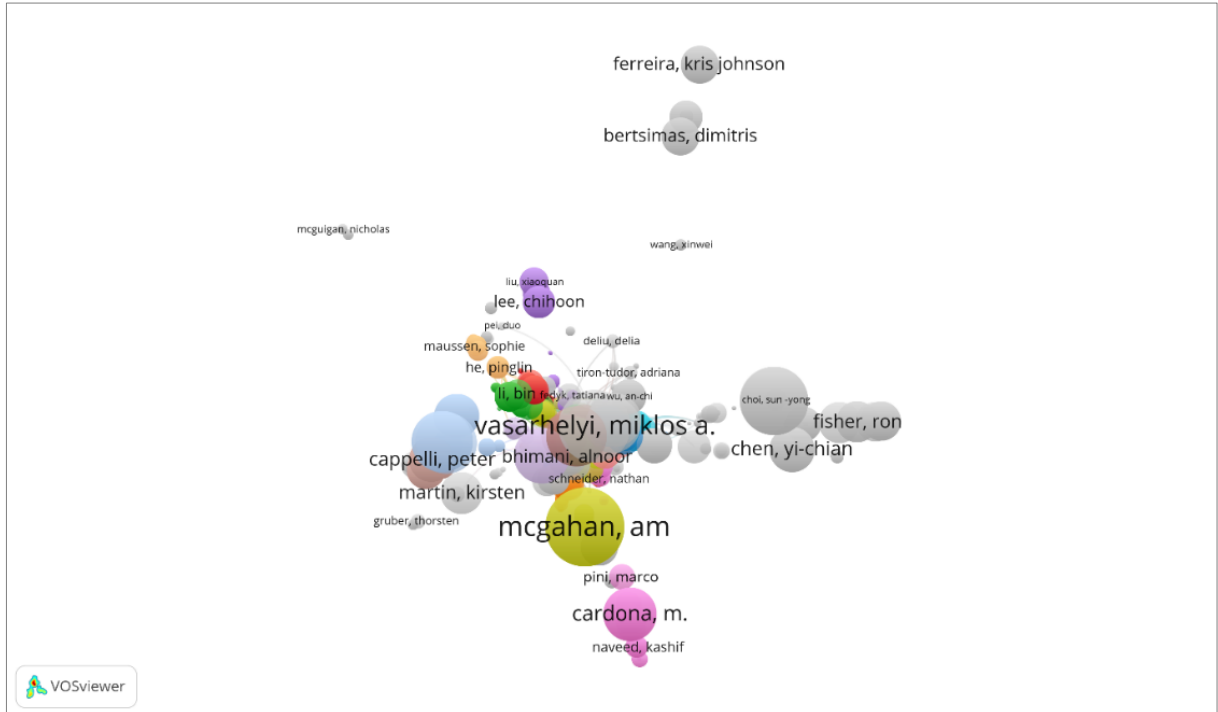 ferreira, kris johnson
bertsimas, dimitris
mcguigan, nicholas
wang, xinwei
liu, xiaoquan
lee, chihoon
pei, duo
deliu, delia
maussen, sophie
he, pinglin
tiron-tudor, adriana
li, bin
fedyk, tatiana
wu, an-chi
choi, sun -yong
vasarhelyi, miklos a.
fisher, ron
chen, yi-chian
cappelli, peter
bhimani, alnoor
schneider, nathan
martin, kirsten
gruber, thorsten
mcgahan, am
pini, marco
cardona, m.
naveed, kashif
VOSviewer